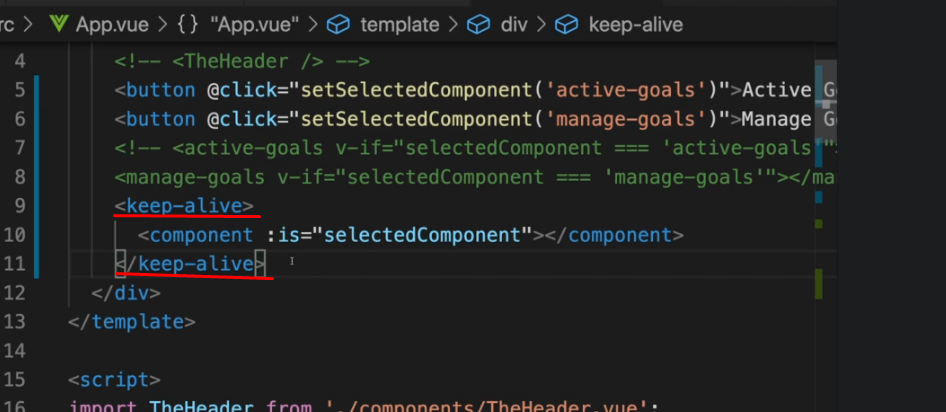 rc > App.vue > {} "App.vue" > template > div > keep-alive
4 <!-- <TheHeader /> -->
5 <button @click="setSelectedComponent('active-goals')">Active G
6 <button @click="setSelectedComponent('manage-goals')">Manage G
7 <!-- <active-goals v-if="selectedComponent === 'active-goals'"
8 <manage-goals v-if="selectedComponent === 'manage-goals'"></ma
9 <keep-alive>
10 <component :is="selectedComponent"></component>
11 </keep-alive>
12 </div>
13 </template>
14
15 <script>
16 import TheHeader from './components/TheHeader.vue';